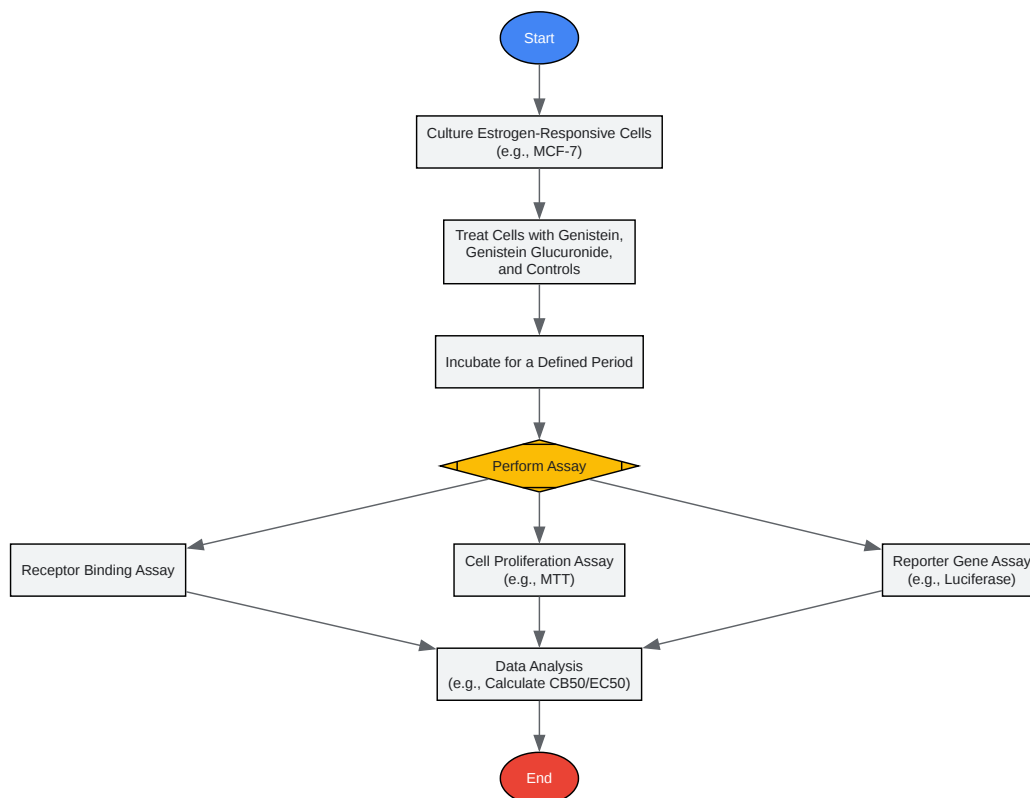 Start
Culture Estrogen-Responsive Cells
(e.g., MCF-7)
Treat Cells with Genistein,
Genistein Glucuronide,
and Controls
Incubate for a Defined Period
Perform Assay
Receptor Binding Assay
Cell Proliferation Assay
(e.g., MTT)
Reporter Gene Assay
(e.g., Luciferase)
Data Analysis
(e.g., Calculate CB50/EC50)
End